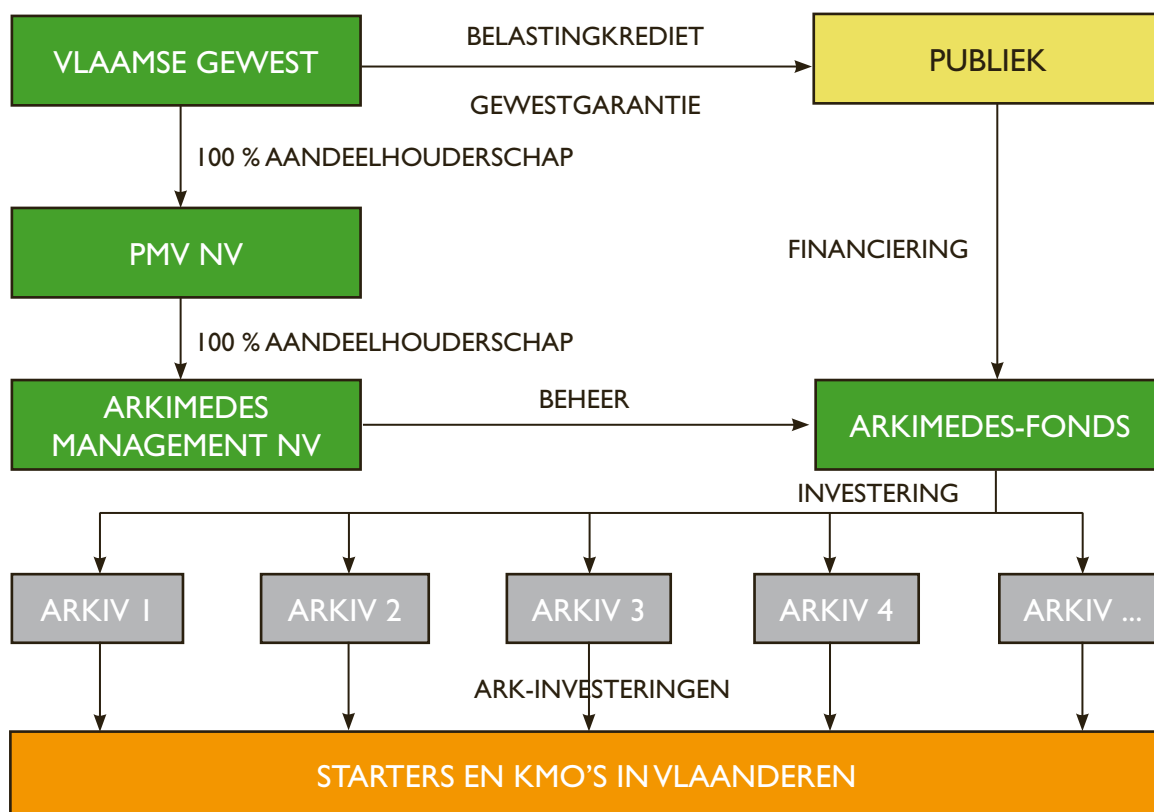 VLAAMSE GEWEST
BELASTINGKREDIET
GEWESTGARANTIE
PUBLIEK
100 % AANDEELHOUDERSCHAP
PMV NV
FINANCIERING
100 % AANDEELHOUDERSCHAP
ARKIMEDES
MANAGEMENT NV
BEHEER
ARKIMEDES-FONDS
INVESTERING
ARKIV 1
ARKIV 2
ARKIV 3
ARKIV 4
ARKIV ...
ARK-INVESTERINGEN
STARTERS EN KMO'S IN VLAANDEREN